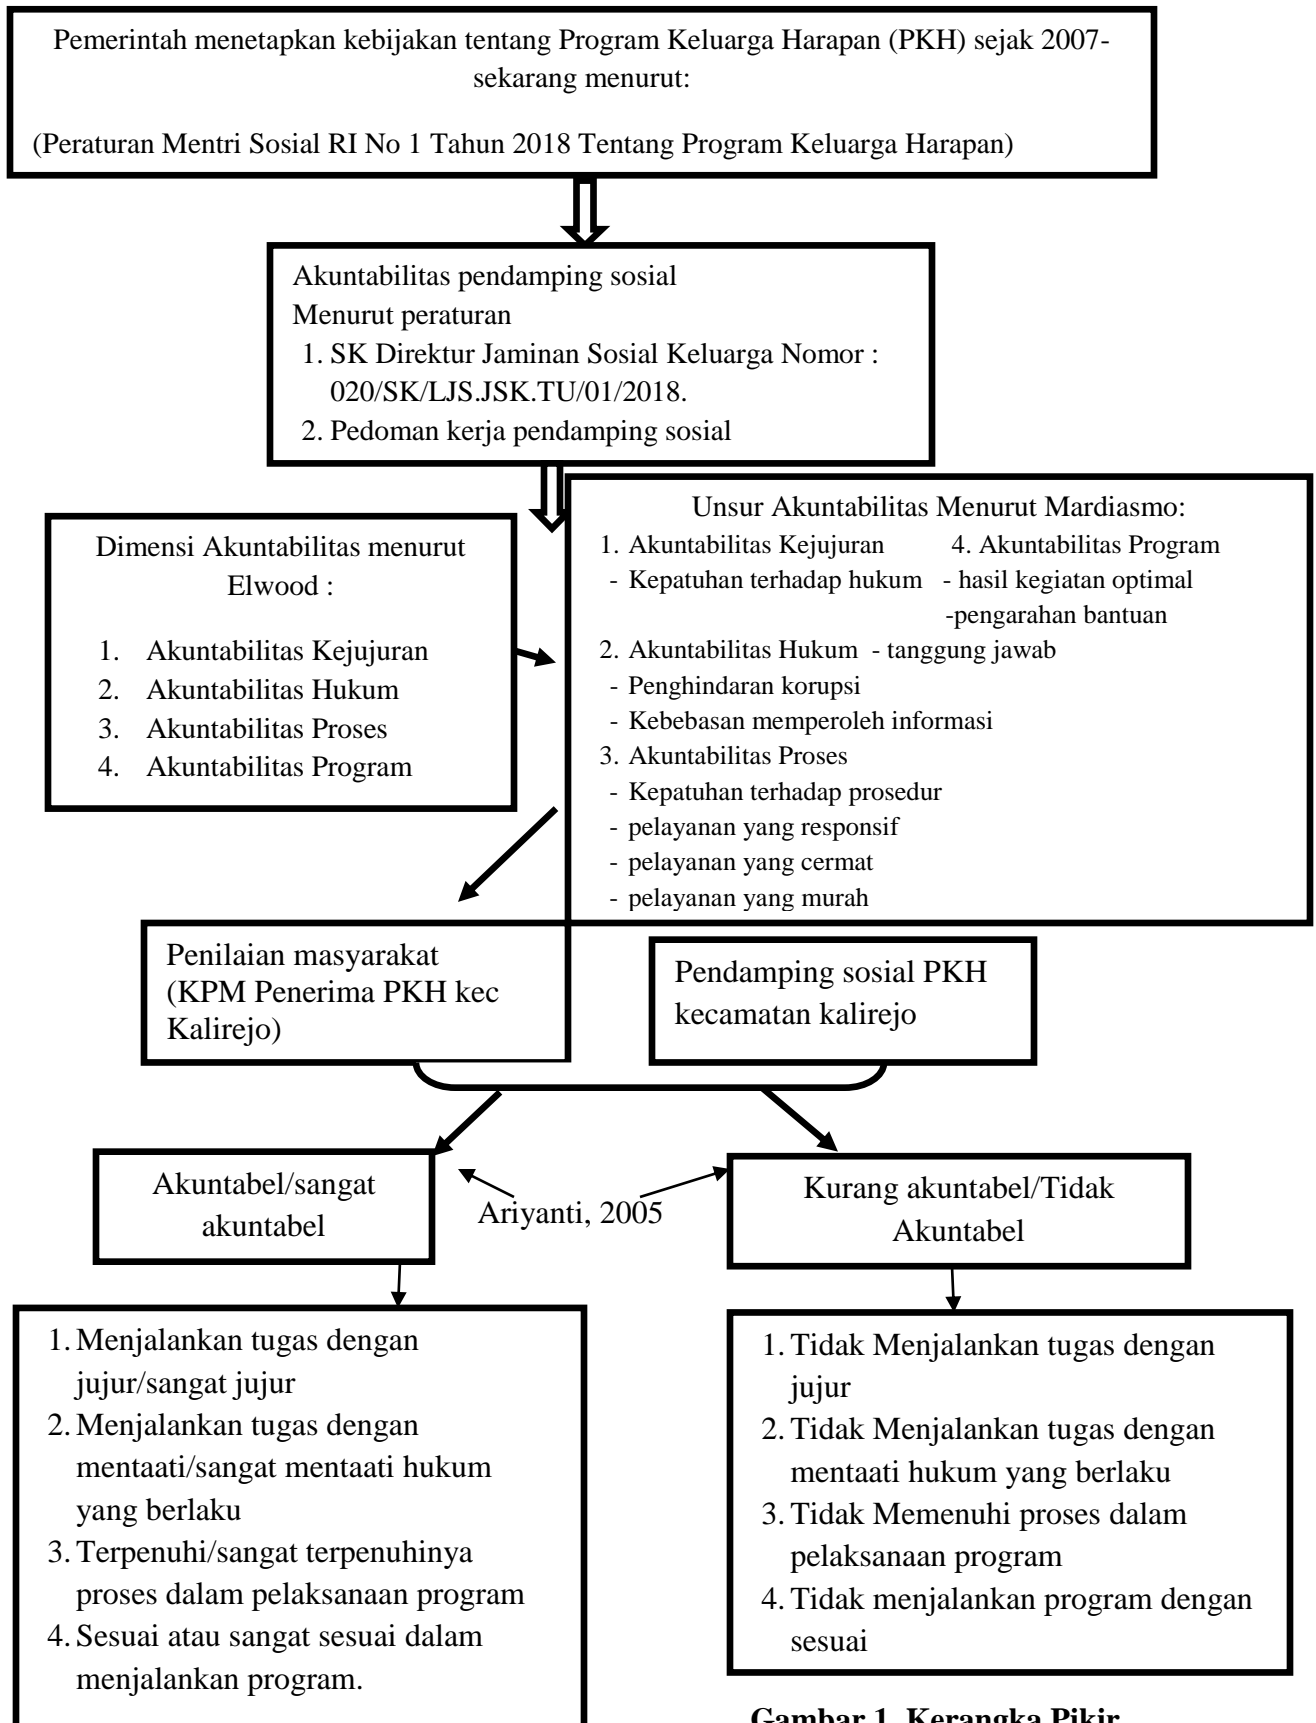 Pemerintah menetapkan kebijakan tentang Program Keluarga Harapan (PKH) sejak 2007-
sekarang menurut:
(Peraturan Mentri Sosial RI No 1 Tahun 2018 Tentang Program Keluarga Harapan)
Akuntabilitas pendamping sosial
Menurut peraturan
1. SK Direktur Jaminan Sosial Keluarga Nomor :
020/SK/LJS.JSK.TU/01/2018.
2. Pedoman kerja pendamping sosial
Dimensi Akuntabilitas menurut
Elwood :
1. Akuntabilitas Kejujuran
2. Akuntabilitas Hukum
3. Akuntabilitas Proses
4. Akuntabilitas Program
Unsur Akuntabilitas Menurut Mardiasmo:
1. Akuntabilitas Kejujuran 4. Akuntabilitas Program
- Kepatuhan terhadap hukum - hasil kegiatan optimal
-pengarahan bantuan
2. Akuntabilitas Hukum - tanggung jawab
- Penghindaran korupsi
- Kebebasan memperoleh informasi
3. Akuntabilitas Proses
- Kepatuhan terhadap prosedur
- pelayanan yang responsif
- pelayanan yang cermat
- pelayanan yang murah
Penilaian masyarakat
(KPM Penerima PKH kec
Kalirejo)
Pendamping sosial PKH
kecamatan kalirejo
Akuntabel/sangat
akuntabel
Ariyanti, 2005
Kurang akuntabel/Tidak
Akuntabel
1. Menjalankan tugas dengan
jujur/sangat jujur
2. Menjalankan tugas dengan
mentaati/sangat mentaati hukum
yang berlaku
3. Terpenuhi/sangat terpenuhinya
proses dalam pelaksanaan program
4. Sesuai atau sangat sesuai dalam
menjalankan program.
1. Tidak Menjalankan tugas dengan
jujur
2. Tidak Menjalankan tugas dengan
mentaati hukum yang berlaku
3. Tidak Memenuhi proses dalam
pelaksanaan program
4. Tidak menjalankan program dengan
sesuai
Gambar 1. Kerangka Pikir